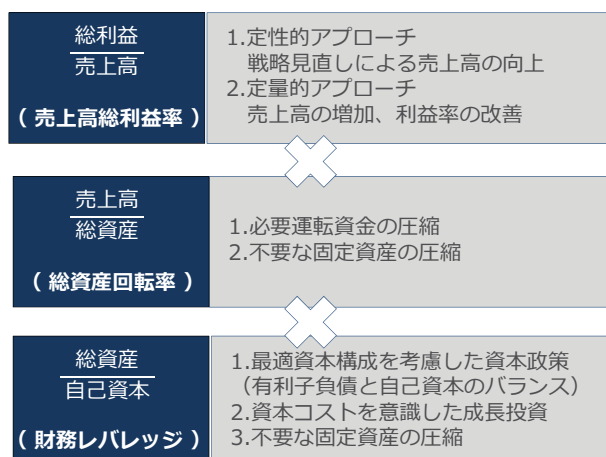 総利益
売上高
( 売上高総利益率 )
1.定性的アプローチ
戦略見直しによる売上高の向上
2.定量的アプローチ
売上高の増加、利益率の改善
売上高
総資産
( 総資産回転率 )
1.必要運転資金の圧縮
2.不要な固定資産の圧縮
総資産
自己資本
( 財務レバレッジ )
1.最適資本構成を考慮した資本政策
（有利子負債と自己資本のバランス）
2.資本コストを意識した成長投資
3.不要な固定資産の圧縮